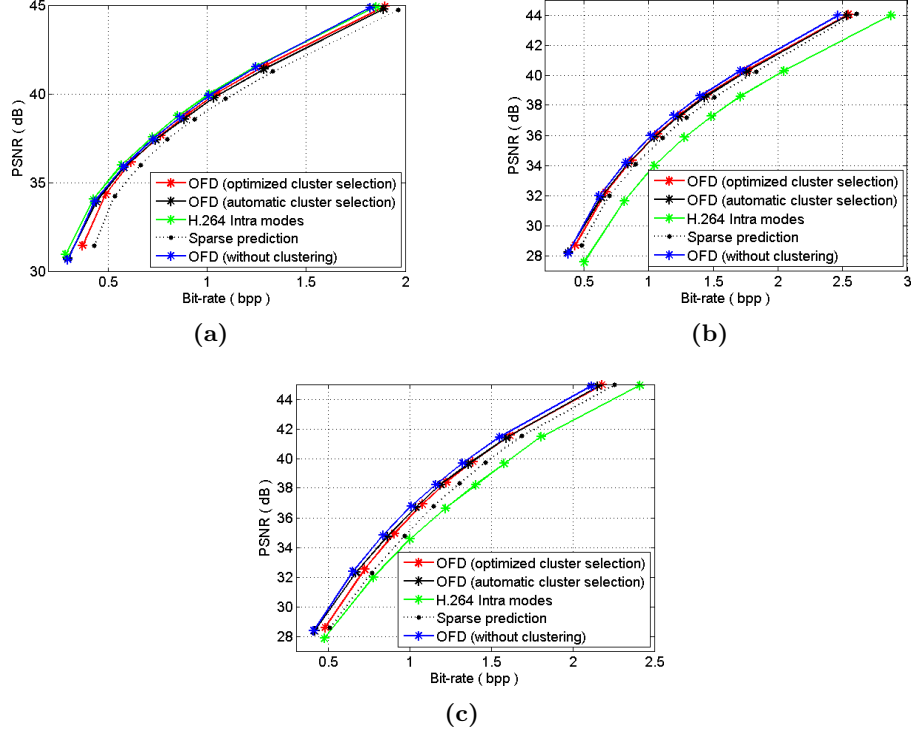 45
40
35
30
PSNR ( dB )
0.5
1
1.5
2
Bit-rate ( bpp )
OFD (optimized cluster selection)
OFD (automatic cluster selection)
H.264 Intra modes
Sparse prediction
OFD (without clustering)
(a)
44
42
40
38
36
34
32
30
28
PSNR ( dB )
0.5
1
1.5
2
2.5
3
Bit-rate ( bpp )
OFD (optimized cluster selection)
OFD (automatic cluster selection)
H.264 Intra modes
Sparse prediction
OFD (without clustering)
(b)
44
42
40
38
36
34
32
30
28
PSNR ( dB )
0.5
1
1.5
2
2.5
Bit-rate ( bpp )
OFD (optimized cluster selection)
OFD (automatic cluster selection)
H.264 Intra modes
Sparse prediction
OFD (without clustering)
(c)